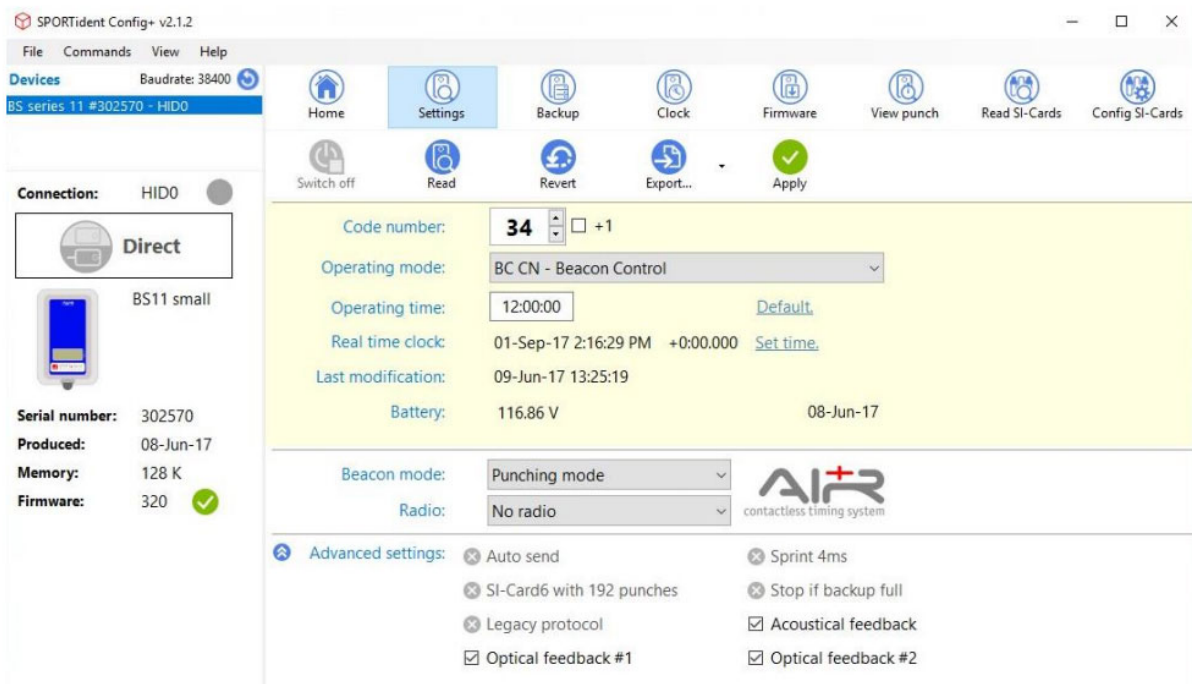 SPORTident Config+ v2.1.2
File Commands View Help
Devices Baudrate: 38400
BS series 11 #302570 - HID0
Home Settings Backup Clock Firmware View punch Read SI-Cards Config SI-Cards
Switch off Read Revert Export... Apply
Connection: HID0
Direct
BS11 small
Serial number: 302570
Produced: 08-Jun-17
Memory: 128 K
Firmware: 320
Code number: 34 +1
Operating mode: BC CN - Beacon Control
Operating time: 12:00:00 Default.
Real time clock: 01-Sep-17 2:16:29 PM +0:00.000 Set time.
Last modification: 09-Jun-17 13:25:19
Battery: 116.86 V 08-Jun-17
Beacon mode: Punching mode
Radio: No radio
AIR
contactless timing system
Advanced settings: Auto send Sprint 4ms
SI-Card6 with 192 punches Stop if backup full
Legacy protocol Acoustical feedback
Optical feedback #1 Optical feedback #2